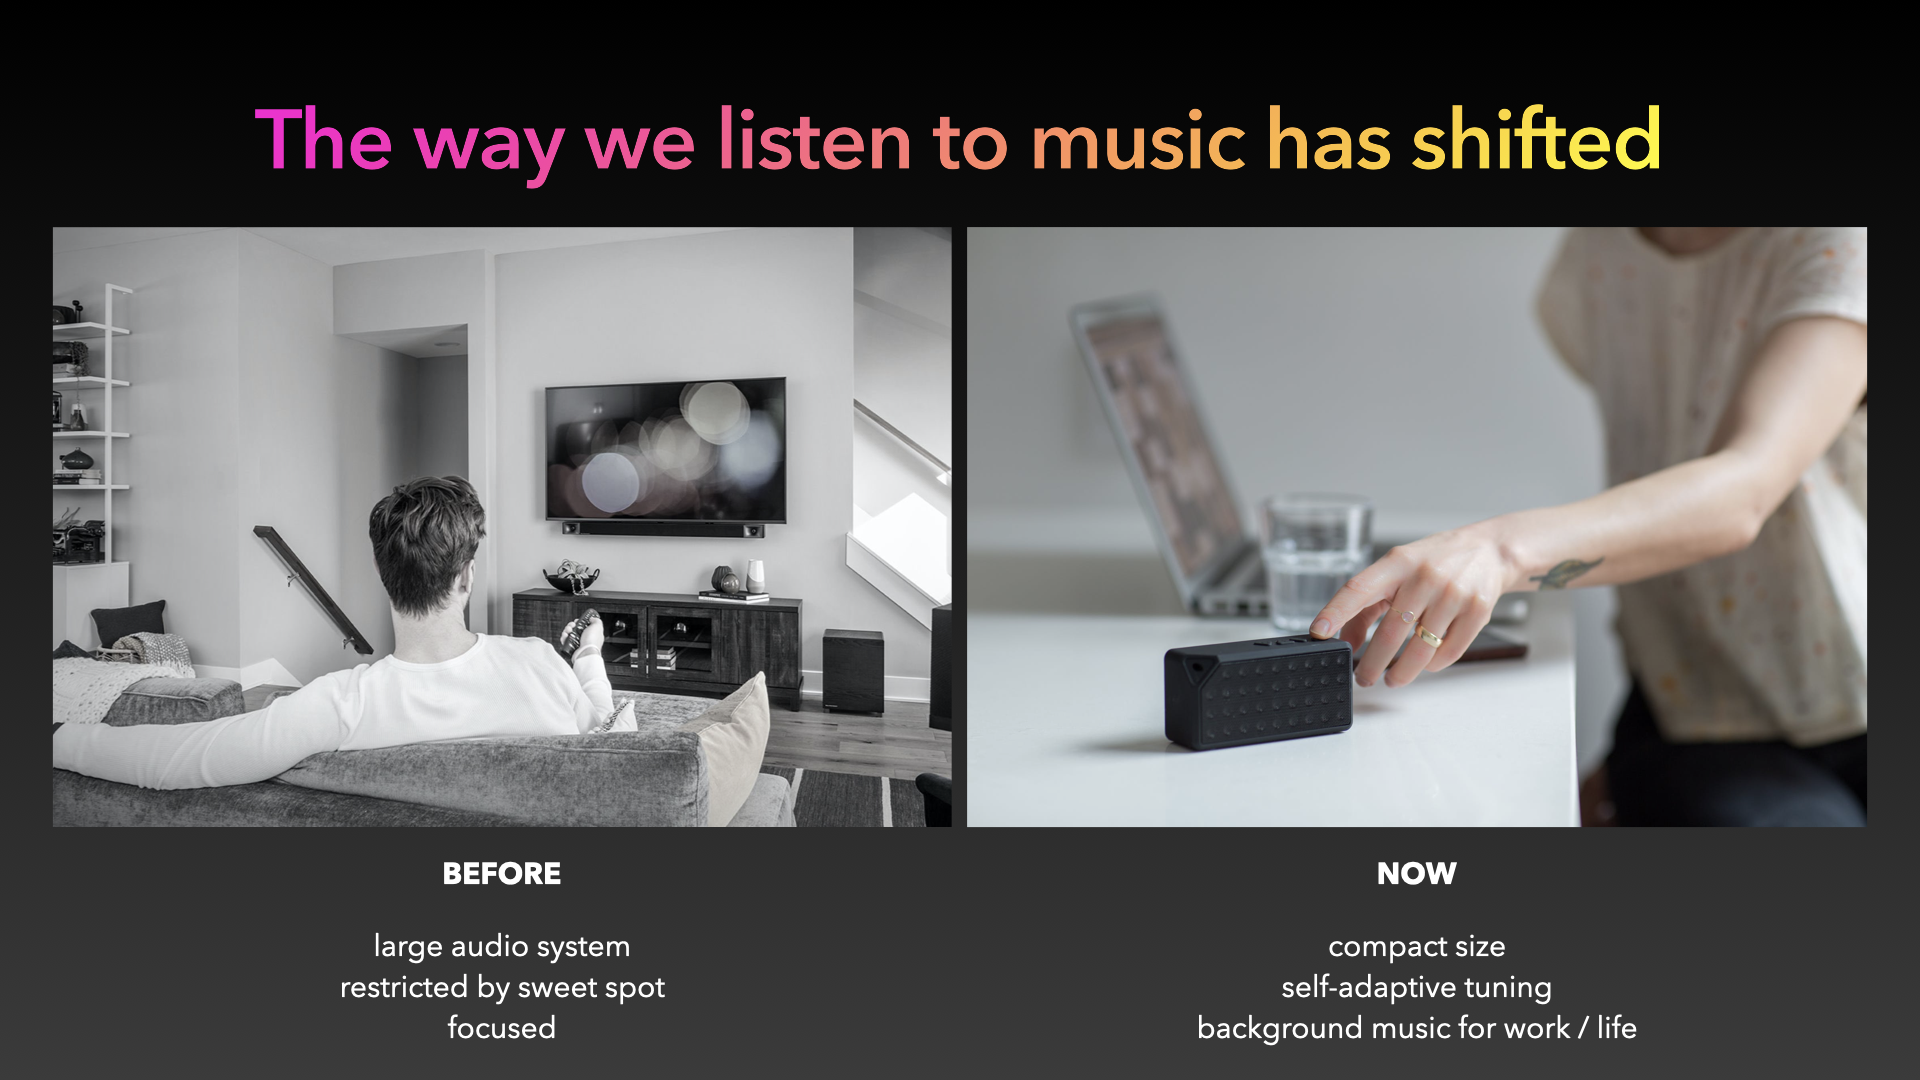 The way we listen to music has shifted
BEFORE
large audio system
restricted by sweet spot
focused
NOW
compact size
self-adaptive tuning
background music for work / life